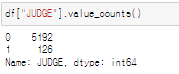 df["JUDGE"].value_counts()
0    5192
1     126
Name: JUDGE, dtype: int64